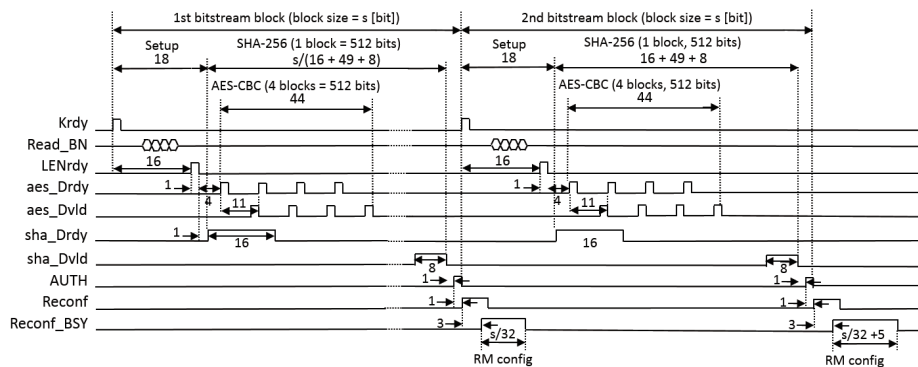 1st bitstream block (block size = s [bit])
2nd bitstream block (block size = s [bit])
Setup
18
SHA-256 (1 block = 512 bits)
s/(16 + 49 + 8)
Setup
18
SHA-256 (1 block, 512 bits)
16 + 49 + 8
AES-CBC (4 blocks = 512 bits)
44
AES-CBC (4 blocks, 512 bits)
44
Krdy
Read_BN
LENrdy
16
16
aes_Drdy
1
4
1
4
aes_Dvld
11
11
sha_Drdy
1
16
16
sha_Dvld
8
8
AUTH
1
1
Reconf
1
1
Reconf_BSY
3
s/32
3
s/32 +5
RM config
RM config